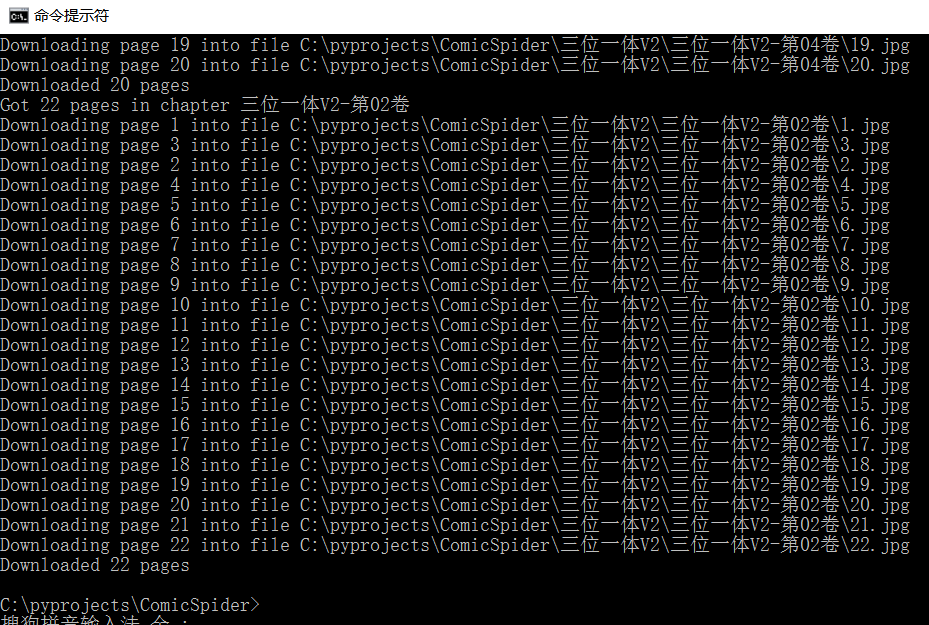 命令提示符
Downloading page 19 into file C:\pyprojects\ComicSpider\三位一体V2\三位一体V2-第04卷\19.jpg
Downloading page 20 into file C:\pyprojects\ComicSpider\三位一体V2\三位一体V2-第04卷\20.jpg
Downloaded 20 pages
Got 22 pages in chapter 三位一体V2-第02卷
Downloading page 1 into file C:\pyprojects\ComicSpider\三位一体V2\三位一体V2-第02卷\1.jpg
Downloading page 3 into file C:\pyprojects\ComicSpider\三位一体V2\三位一体V2-第02卷\3.jpg
Downloading page 2 into file C:\pyprojects\ComicSpider\三位一体V2\三位一体V2-第02卷\2.jpg
Downloading page 4 into file C:\pyprojects\ComicSpider\三位一体V2\三位一体V2-第02卷\4.jpg
Downloading page 5 into file C:\pyprojects\ComicSpider\三位一体V2\三位一体V2-第02卷\5.jpg
Downloading page 6 into file C:\pyprojects\ComicSpider\三位一体V2\三位一体V2-第02卷\6.jpg
Downloading page 7 into file C:\pyprojects\ComicSpider\三位一体V2\三位一体V2-第02卷\7.jpg
Downloading page 8 into file C:\pyprojects\ComicSpider\三位一体V2\三位一体V2-第02卷\8.jpg
Downloading page 9 into file C:\pyprojects\ComicSpider\三位一体V2\三位一体V2-第02卷\9.jpg
Downloading page 10 into file C:\pyprojects\ComicSpider\三位一体V2\三位一体V2-第02卷\10.jpg
Downloading page 11 into file C:\pyprojects\ComicSpider\三位一体V2\三位一体V2-第02卷\11.jpg
Downloading page 12 into file C:\pyprojects\ComicSpider\三位一体V2\三位一体V2-第02卷\12.jpg
Downloading page 13 into file C:\pyprojects\ComicSpider\三位一体V2\三位一体V2-第02卷\13.jpg
Downloading page 14 into file C:\pyprojects\ComicSpider\三位一体V2\三位一体V2-第02卷\14.jpg
Downloading page 15 into file C:\pyprojects\ComicSpider\三位一体V2\三位一体V2-第02卷\15.jpg
Downloading page 16 into file C:\pyprojects\ComicSpider\三位一体V2\三位一体V2-第02卷\16.jpg
Downloading page 17 into file C:\pyprojects\ComicSpider\三位一体V2\三位一体V2-第02卷\17.jpg
Downloading page 18 into file C:\pyprojects\ComicSpider\三位一体V2\三位一体V2-第02卷\18.jpg
Downloading page 19 into file C:\pyprojects\ComicSpider\三位一体V2\三位一体V2-第02卷\19.jpg
Downloading page 20 into file C:\pyprojects\ComicSpider\三位一体V2\三位一体V2-第02卷\20.jpg
Downloading page 21 into file C:\pyprojects\ComicSpider\三位一体V2\三位一体V2-第02卷\21.jpg
Downloading page 22 into file C:\pyprojects\ComicSpider\三位一体V2\三位一体V2-第02卷\22.jpg
Downloaded 22 pages
C:\pyprojects\ComicSpider>
搜狗拼音输入法 全 :